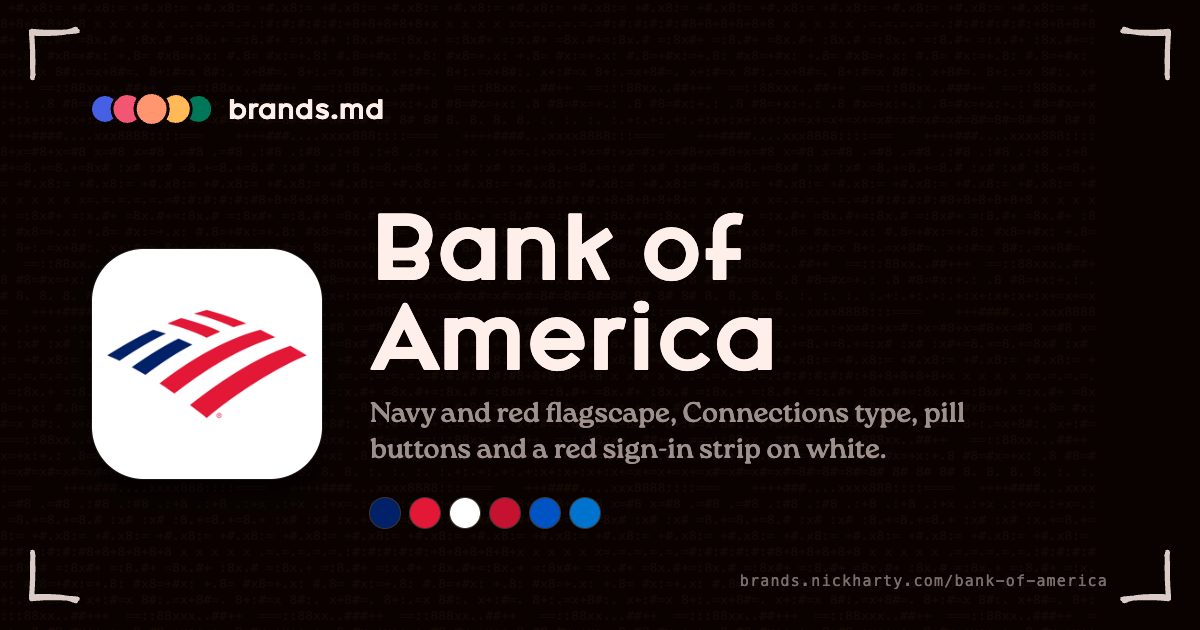 brands.md
Bank of
America
Navy and red flagscape, Connections type, pill
buttons and a red sign-in strip on white.
®
brands.nickharty.com/bank-of-america